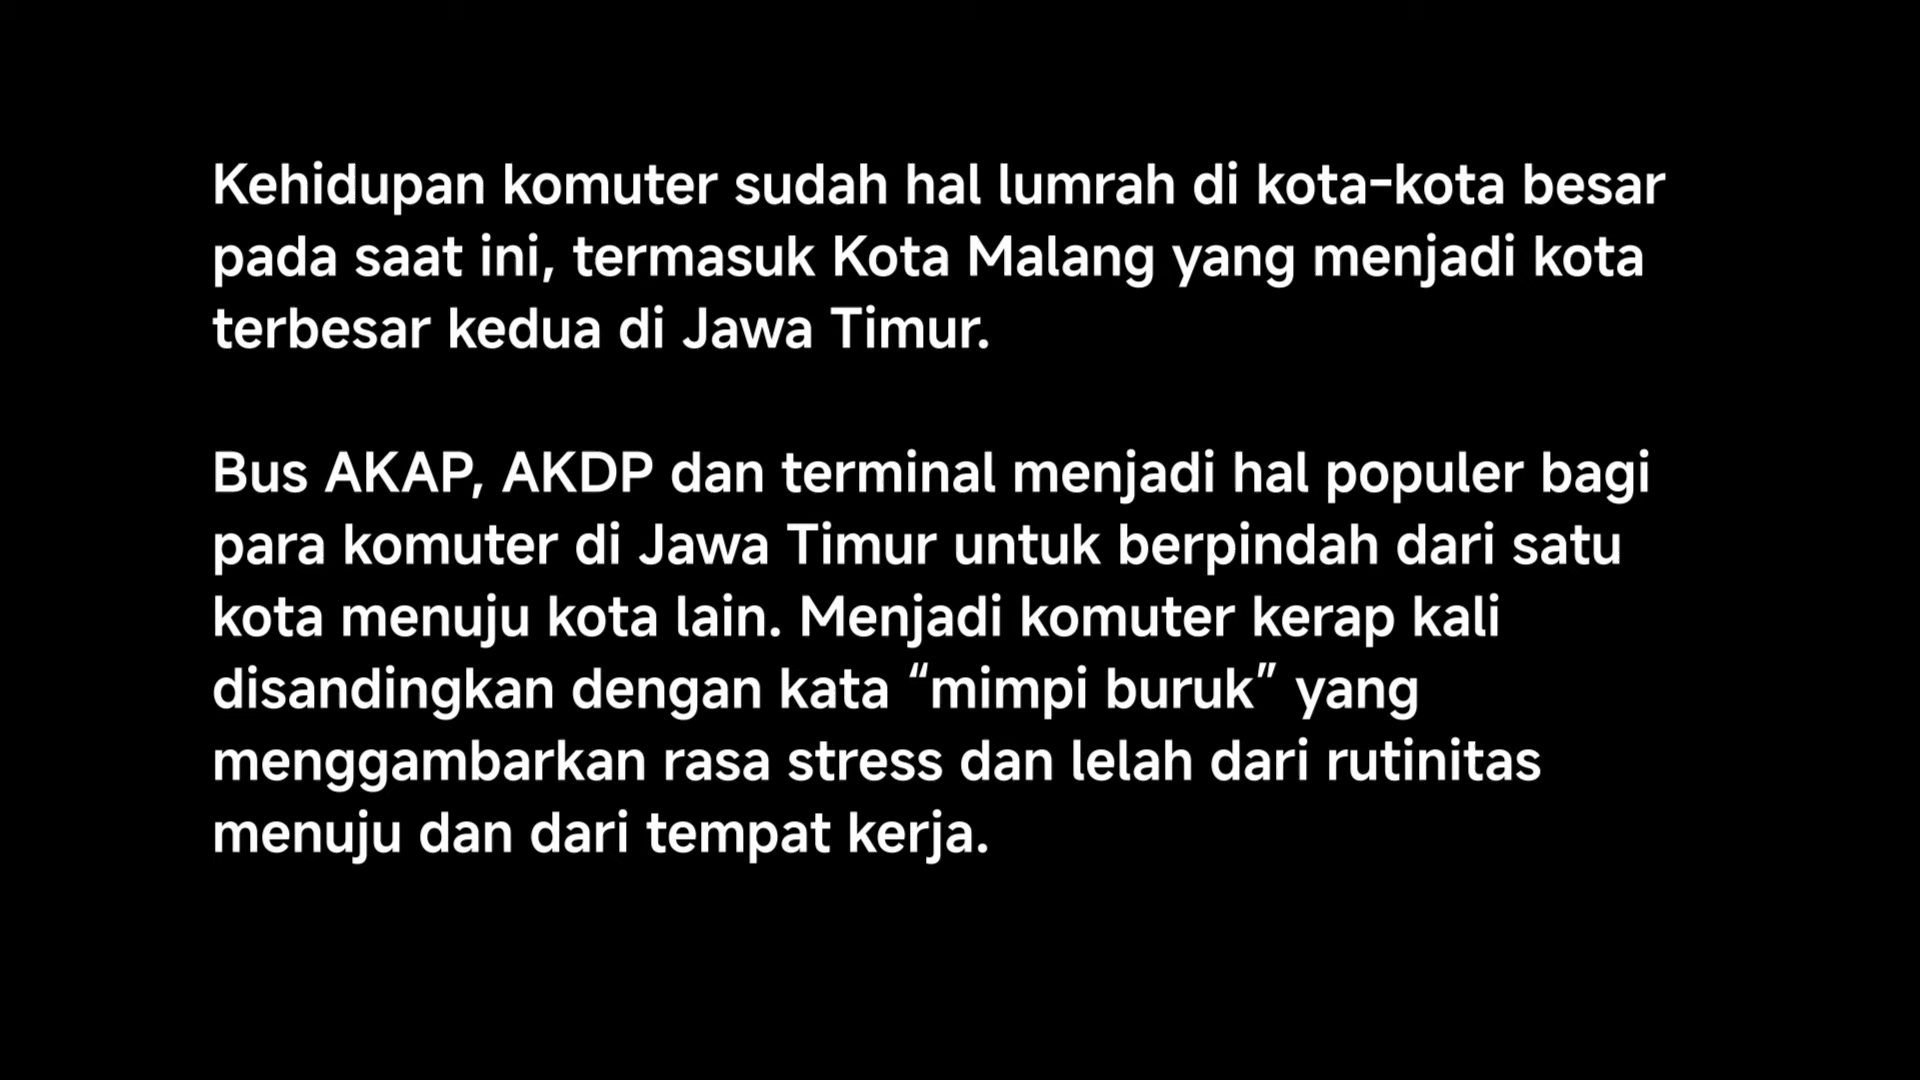 Kehidupan komuter sudah hal lumrah di kota-kota besar
pada saat ini, termasuk Kota Malang yang menjadi kota
terbesar kedua di Jawa Timur.
Bus AKAP, AKDP dan terminal menjadi hal populer bagi
para komuter di Jawa Timur untuk berpindah dari satu
kota menuju kota lain. Menjadi komuter kerap kali
disandingkan dengan kata “mimpi buruk” yang
menggambarkan rasa stress dan lelah dari rutinitas
menuju dan dari tempat kerja.